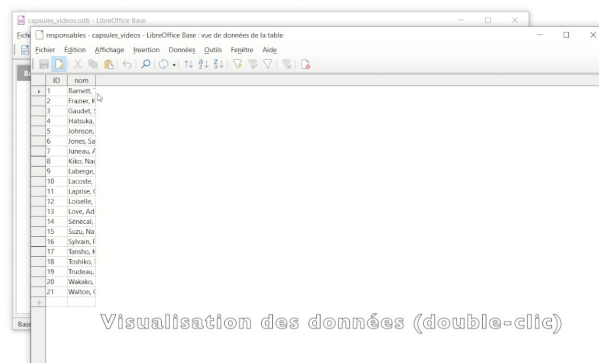 capsules_videos.odb - LibreOffice Base
responsables - capsules_videos - LibreOffice Base : vue de données de la table
Fichier Édition Affichage Insertion Données Outils Fenêtre Aide
ID nom
1 Barnett,
2 Frazier, K
3 Gaudet, S
4 Hatsuka,
5 Johnson,
6 Jones, Sa
7 Juneau, A
8 Kiko, Nao
9 Laberge,
10 Lacoste,
11 Laprise, C
12 Loiselle,
13 Love, Ad
14 Sénécal,
15 Suzu, Na
16 Sylvain, F
17 Tansho, K
18 Toshiko,
19 Trudeau,
20 Wakako,
21 Walton, C
Base
Visualisation des données (double-clic)